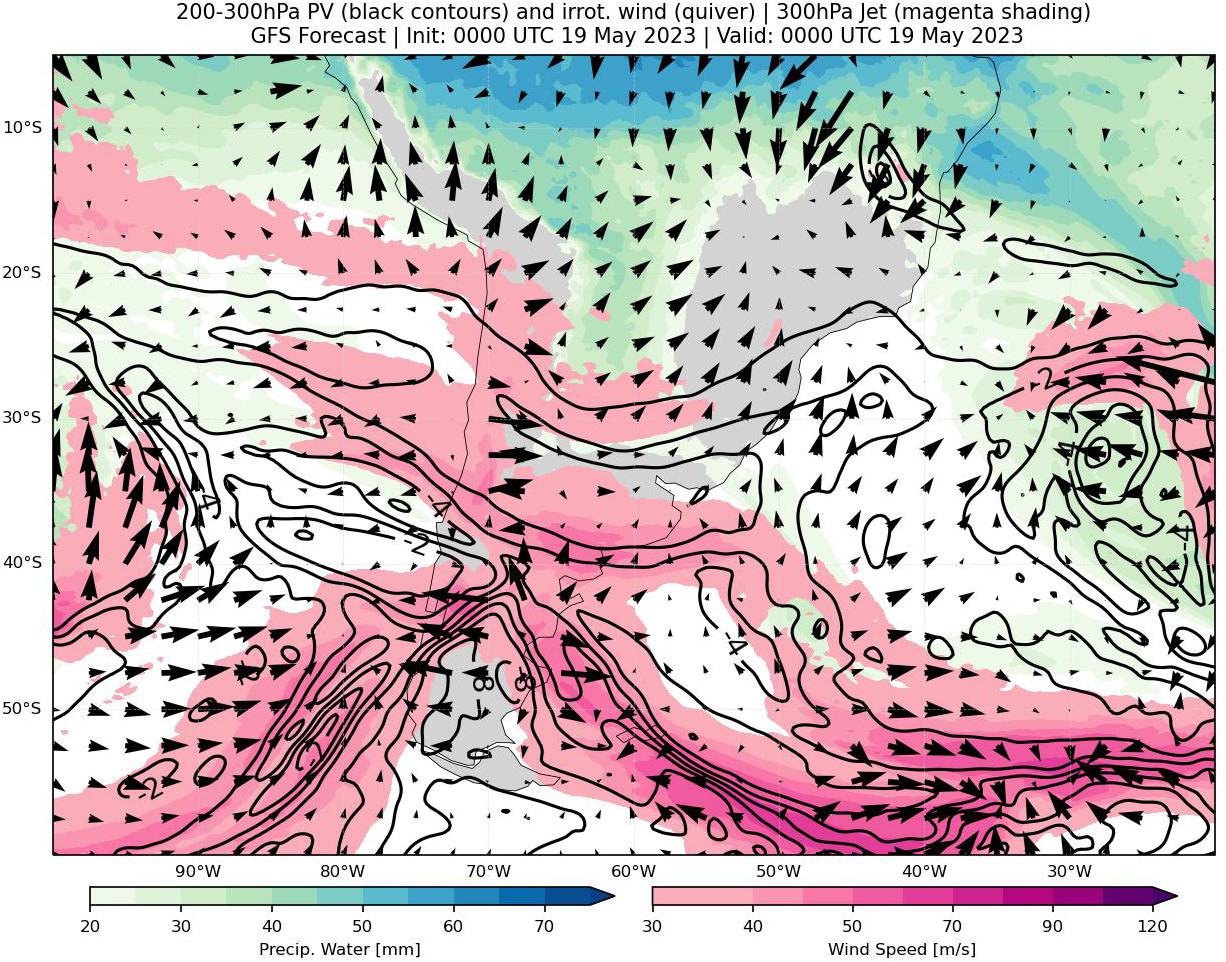 200-300hPa PV (black contours) and irrot. wind (quiver) | 300hPa Jet (magenta shading)
GFS Forecast | Init: 0000 UTC 19 May 2023 | Valid: 0000 UTC 19 May 2023
10°S
20°S
30°S
40°S
50°S
-2
-4
-4
-4
-2
-4
-4
-8
-2
90°W 80°W 70°W 60°W 50°W 40°W 30°W
20 30 40 50 60 70
30 40 50 70 90 120
Precip. Water [mm] Wind Speed [m/s]